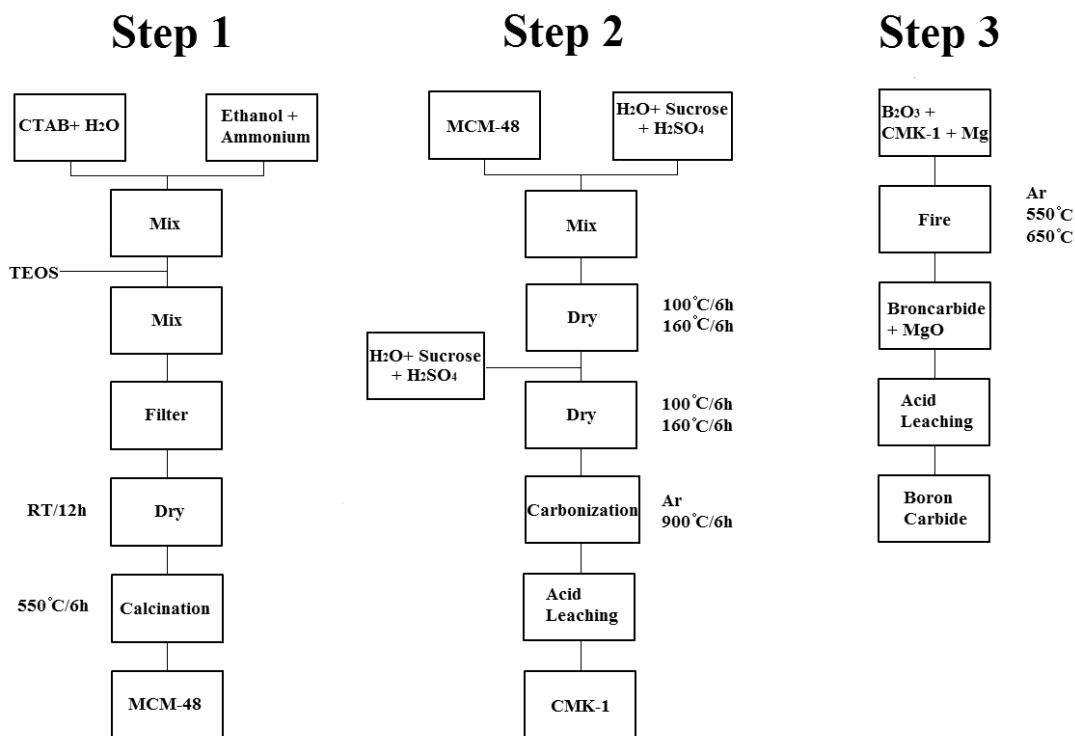 Step 1
CTAB+ H₂O
Ethanol +
Ammonium
Mix
TEOS
Mix
Filter
RT/12h
Dry
550°C/6h
Calcination
MCM-48
Step 2
MCM-48
H₂O+ Sucrose
+ H₂SO₄
Mix
Dry
100°C/6h
160°C/6h
H₂O+ Sucrose
+ H₂SO₄
Dry
100°C/6h
160°C/6h
Carbonization
Ar
900°C/6h
Acid
Leaching
CMK-1
Step 3
B₂O₃ +
CMK-1 + Mg
Fire
Ar
550°C
650°C
Broncarbide
+ MgO
Acid
Leaching
Boron
Carbide